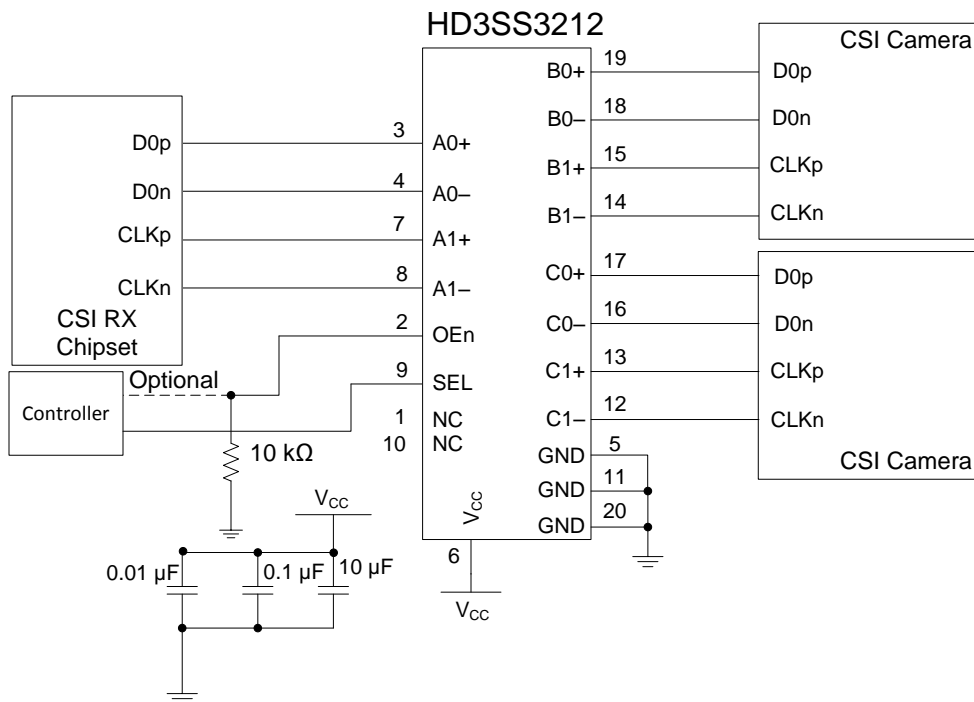 HD3SS3212
CSI Camera
B0+ 19 D0p
B0– 18 D0n
B1+ 15 CLKp
B1– 14 CLKn
D0p 3 A0+
D0n 4 A0–
CLKp 7 A1+
CLKn 8 A1–
CSI RX
Chipset
C0+ 17 D0p
C0– 16 D0n
C1+ 13 CLKp
C1– 12 CLKn
CSI Camera
2 OEn
Optional 9 SEL
Controller
1 NC
10 NC
10 kΩ
GND 5
GND 11
GND 20
VCC
6
VCC
VCC
0.01 µF 0.1 µF 10 µF